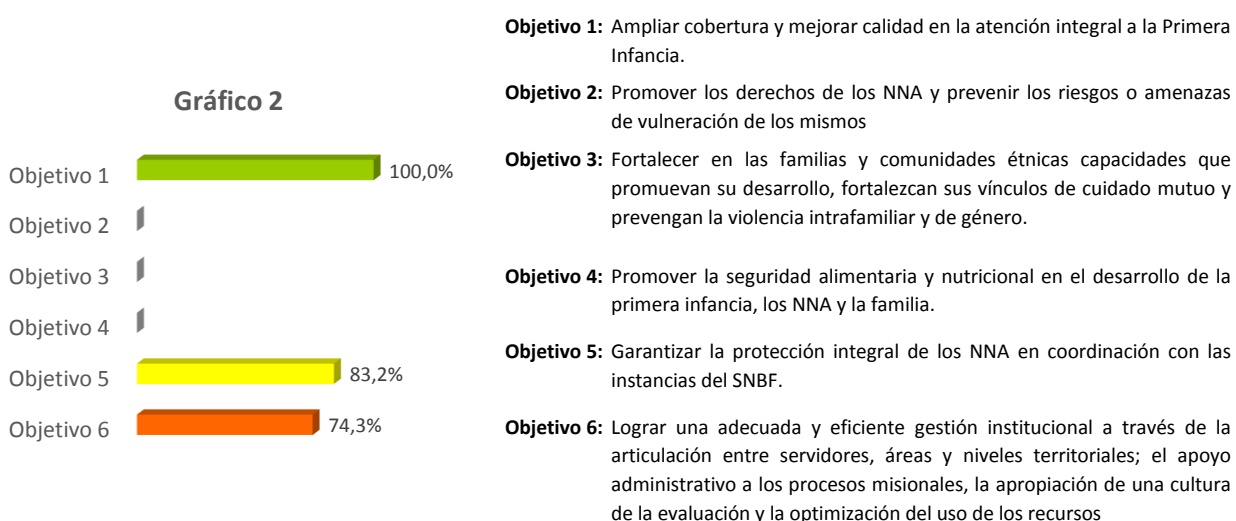 Gráfico 2
Objetivo 1 100,0%
Objetivo 2
Objetivo 3
Objetivo 4
Objetivo 5 83,2%
Objetivo 6 74,3%
Objetivo 1: Ampliar cobertura y mejorar calidad en la atención integral a la Primera
Infancia.
Objetivo 2: Promover los derechos de los NNA y prevenir los riesgos o amenazas
de vulneración de los mismos
Objetivo 3: Fortalecer en las familias y comunidades étnicas capacidades que
promuevan su desarrollo, fortalezcan sus vínculos de cuidado mutuo y
prevengan la violencia intrafamiliar y de género.
Objetivo 4: Promover la seguridad alimentaria y nutricional en el desarrollo de la
primera infancia, los NNA y la familia.
Objetivo 5: Garantizar la protección integral de los NNA en coordinación con las
instancias del SNBF.
Objetivo 6: Lograr una adecuada y eficiente gestión institucional a través de la
articulación entre servidores, áreas y niveles territoriales; el apoyo
administrativo a los procesos misionales, la apropiación de una cultura
de la evaluación y la optimización del uso de los recursos